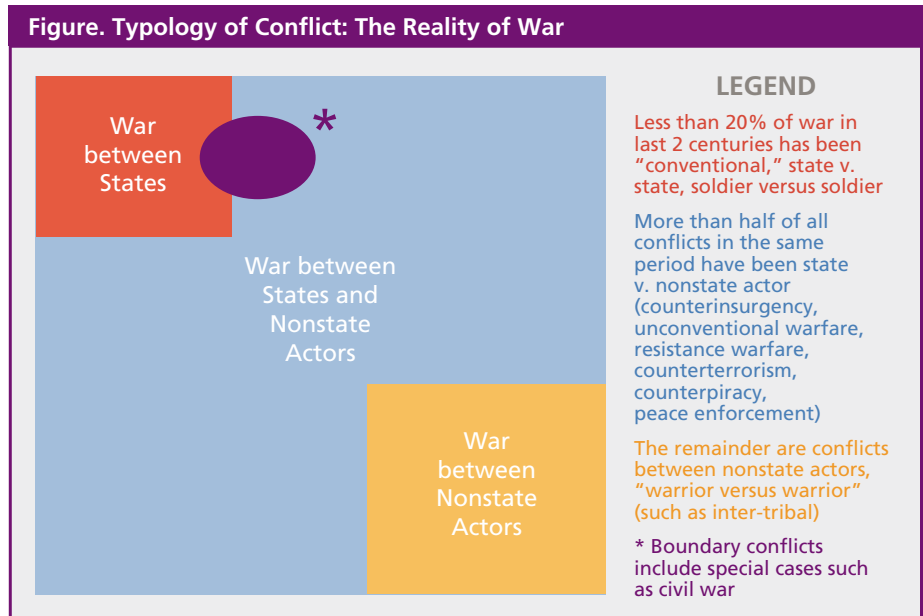 Figure. Typology of Conflict: The Reality of War
War
between
States
*
War between
States and
Nonstate
Actors
War
between
Nonstate
Actors
LEGEND
Less than 20% of war in
last 2 centuries has been
“conventional,” state v.
state, soldier versus soldier
More than half of all
conflicts in the same
period have been state
v. nonstate actor
(counterinsurgency,
unconventional warfare,
resistance warfare,
counterterrorism,
counterpiracy,
peace enforcement)
The remainder are conflicts
between nonstate actors,
“warrior versus warrior”
(such as inter-tribal)
* Boundary conflicts
include special cases such
as civil war